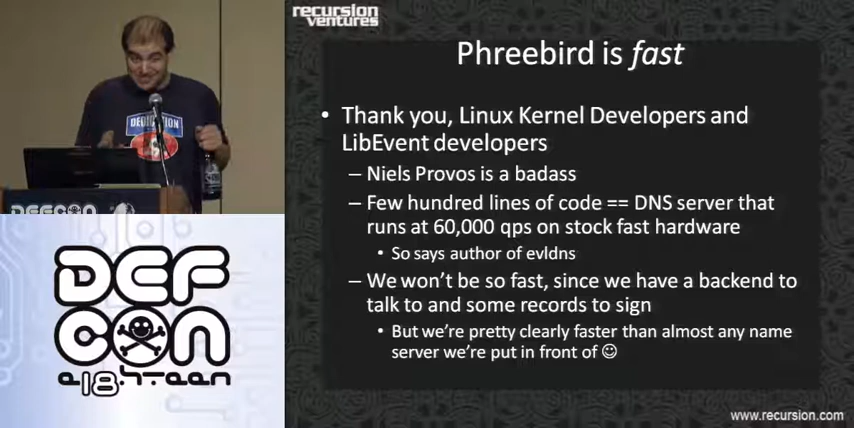 recursion
ventures
Phreebird is fast
• Thank you, Linux Kernel Developers and
LibEvent developers
– Niels Provos is a badass
– Few hundred lines of code == DNS server that
runs at 60,000 qps on stock fast hardware
• So says author of evldns
– We won't be so fast, since we have a backend to
talk to and some records to sign
• But we're pretty clearly faster than almost any name
server we're put in front of ☺
www.recursion.com
DEDICATION
DEFCON
DEF
CON
e18hteen